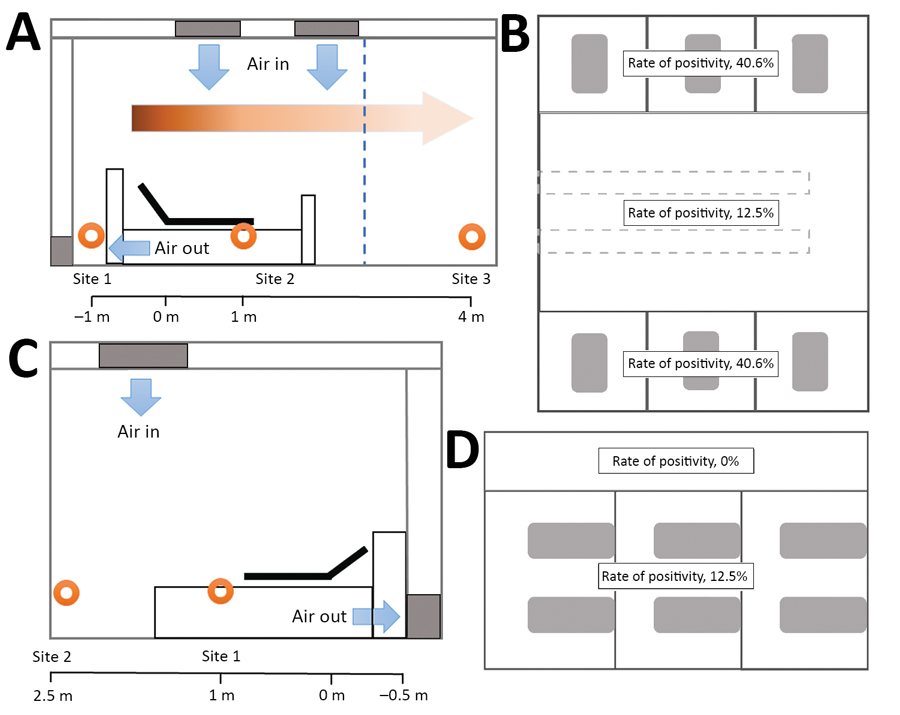 A
Air in
Air out
Site 1
Site 2
Site 3
–1 m
0 m
1 m
4 m
B
Rate of positivity, 40.6%
Rate of positivity, 12.5%
Rate of positivity, 40.6%
C
Air in
Air out
Site 2
Site 1
2.5 m
1 m
0 m
–0.5 m
D
Rate of positivity, 0%
Rate of positivity, 12.5%